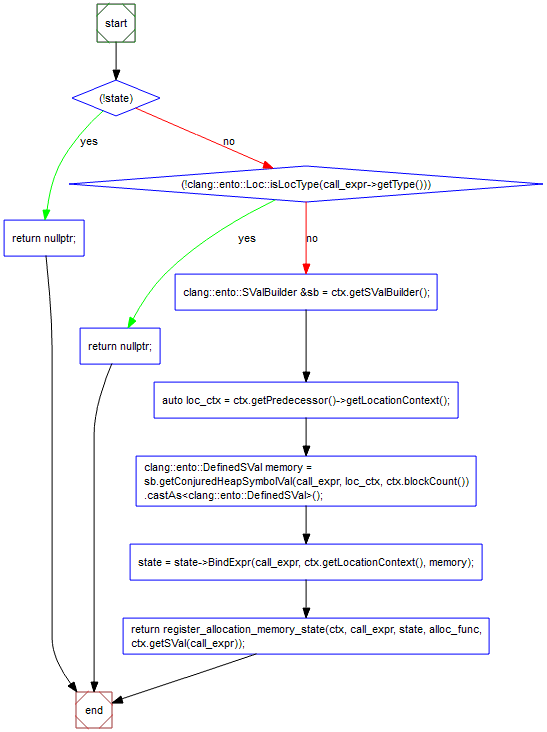 start
(!state)
yes
no
(!clang::ento::Loc::isLocType(call_expr->getType()))
return nullptr;
yes
no
clang::ento::SValBuilder &sb = ctx.getSValBuilder();
return nullptr;
auto loc_ctx = ctx.getPredecessor()->getLocationContext();
clang::ento::DefinedSVal memory =
sb.getConjuredHeapSymbolVal(call_expr, loc_ctx, ctx.blockCount())
.castAs<clang::ento::DefinedSVal>();
state = state->BindExpr(call_expr, ctx.getLocationContext(), memory);
return register_allocation_memory_state(ctx, call_expr, state, alloc_func,
ctx.getSVal(call_expr));
end